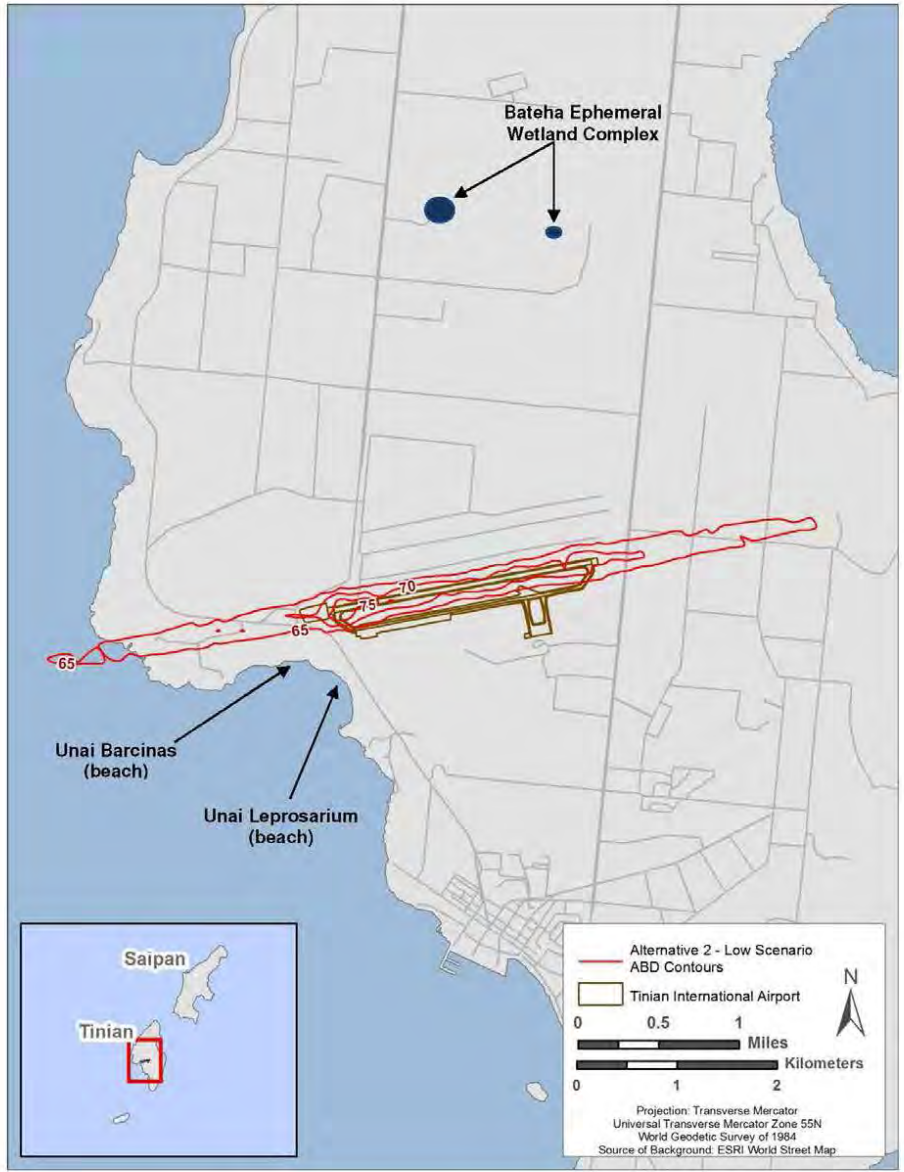 Bateha Ephemeral
Wetland Complex
70
75
65
65
Unai Barcinas
(beach)
Unai Leprosarium
(beach)
Saipan
Tinian
Alternative 2 - Low Scenario
ABD Contours
Tinian International Airport
N
0 0.5 1
Miles
Kilometers
0 1 2
Projection: Transverse Mercator
Universal Transverse Mercator Zone 55N
World Geodetic Survey of 1984
Source of Background: ESRI World Street Map